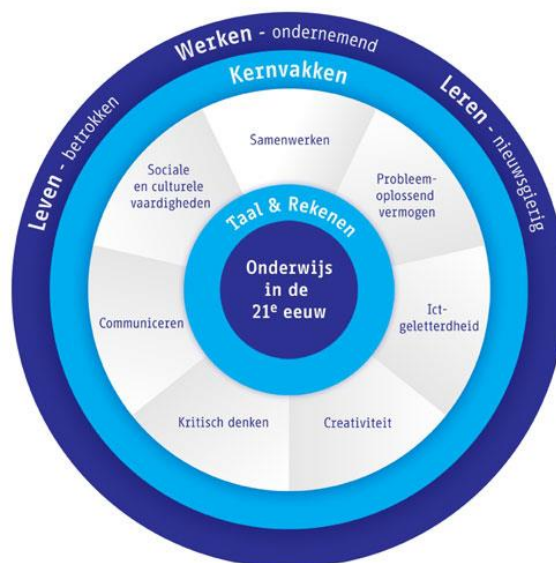 Werken - ondernemend
Leven - betrokken
Leren - nieuwsgierig
Kernvakken
Samenwerken
Sociale
en culturele
vaardigheden
Probleem-
oplossend
vermogen
Taal & Rekenen
Onderwijs
in de
21e eeuw
Communiceren
Ict-
geletterdheid
Kritisch denken
Creativiteit